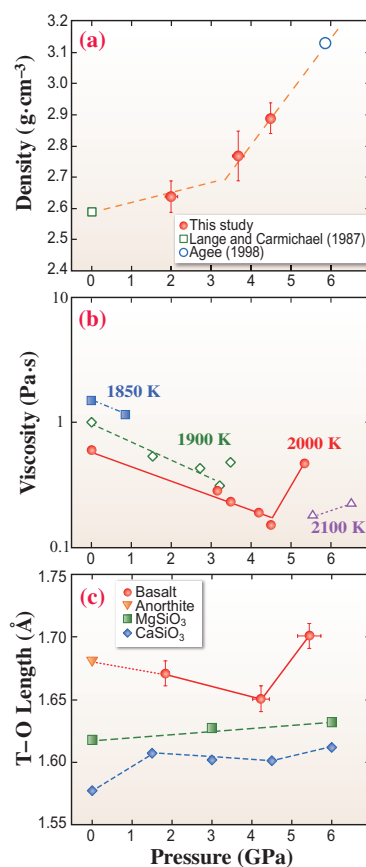 (a)
Density (g·cm⁻³)
3.2
3.1
3.0
2.9
2.8
2.7
2.6
2.5
2.4
This study
Lange and Carmichael (1987)
Agee (1998)
0 1 2 3 4 5 6
(b)
Viscosity (Pa·s)
10
1
0.1
1850 K
1900 K
2000 K
2100 K
0 1 2 3 4 5 6
(c)
T–O Length (Å)
1.75
1.70
1.65
1.60
1.55
Basalt
Anorthite
MgSiO₃
CaSiO₃
0 1 2 3 4 5 6
Pressure (GPa)